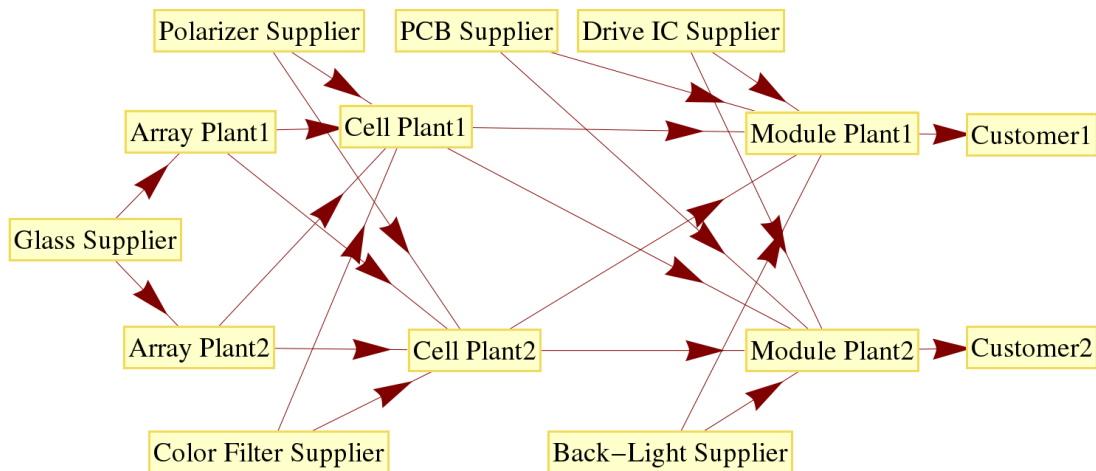 Polarizer Supplier
PCB Supplier
Drive IC Supplier
Array Plant1
Cell Plant1
Module Plant1
Customer1
Glass Supplier
Array Plant2
Cell Plant2
Module Plant2
Customer2
Color Filter Supplier
Back−Light Supplier